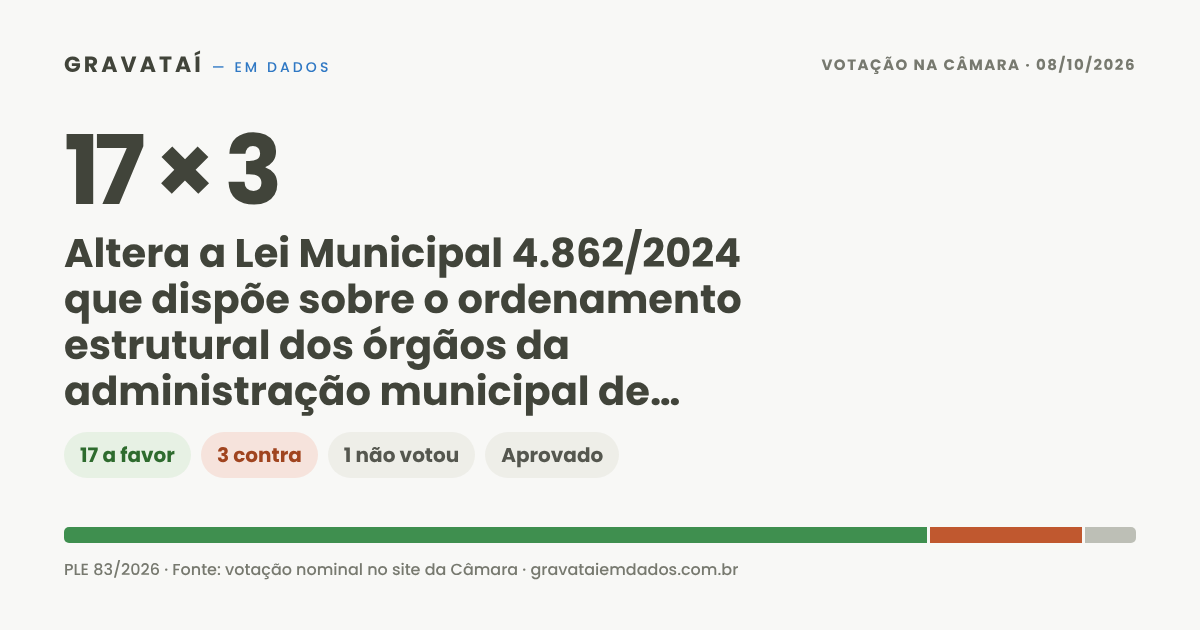 GRAVATAÍ — EM DADOS
VOTAÇÃO NA CÂMARA · 08/10/2026
17 × 3
Altera a Lei Municipal 4.862/2024
que dispõe sobre o ordenamento
estrutural dos órgãos da
administração municipal de...
17 a favor
3 contra
1 não votou
Aprovado
PLE 83/2026 · Fonte: votação nominal no site da Câmara · gravataiemdados.com.br